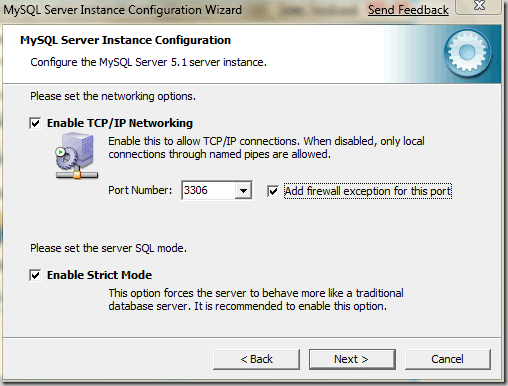 MySQL Server Instance Configuration Wizard Send Feedback
MySQL Server Instance Configuration
Configure the MySQL Server 5.1 server instance.
Please set the networking options.
Enable TCP/IP Networking
Enable this to allow TCP/IP connections. When disabled, only local
connections through named pipes are allowed.
Port Number: 3306 Add firewall exception for this port
Please set the server SQL mode.
Enable Strict Mode
This option forces the server to behave more like a traditional
database server. It is recommended to enable this option.
< Back Next > Cancel